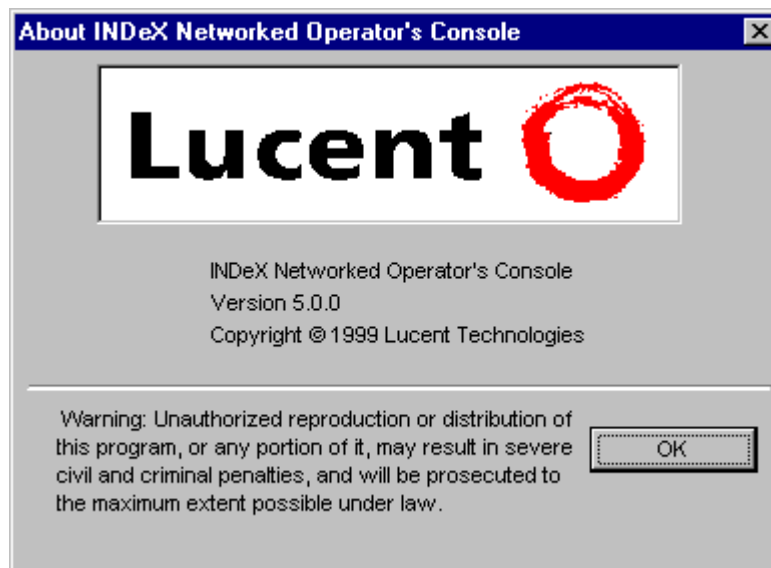 About INDeX Networked Operator's Console
Lucent
INDeX Networked Operator's Console
Version 5.0.0
Copyright © 1999 Lucent Technologies
Warning: Unauthorized reproduction or distribution of
this program, or any portion of it, may result in severe
civil and criminal penalties, and will be prosecuted to
the maximum extent possible under law.
OK